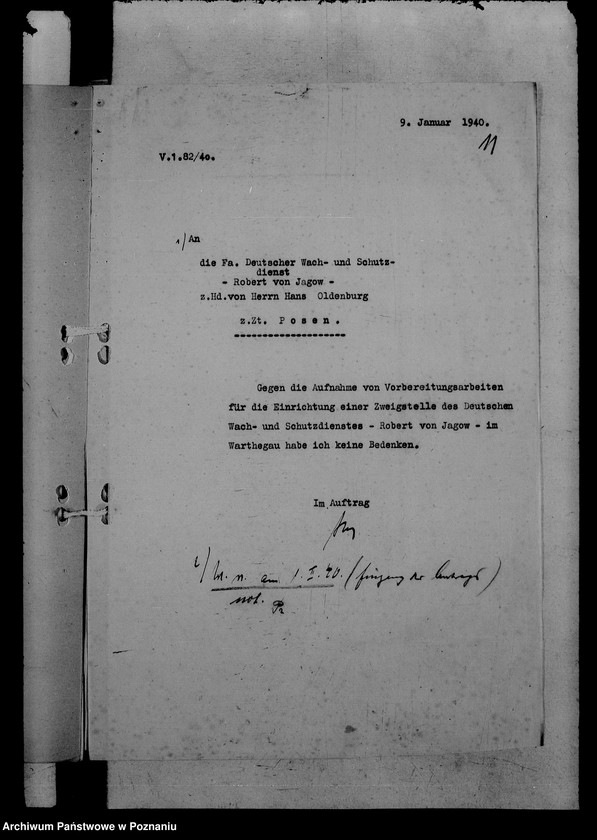 9. Januar 1940.
11
V.1.82/40.
1/ An
die Fa. Deutscher Wach- und Schutz-
dienst
- Robert von Jagow -
z.Hd.von Herrn Hans Oldenburg
z.Zt. P o s e n .
Gegen die Aufnahme von Vorbereitungsarbeiten
für die Einrichtung einer Zweigstelle des Deutschen
Wach- und Schutzdienstes - Robert von Jagow - im
Warthegau habe ich keine Bedenken.
Im Auftrag
2/ W. n. am 1. 40. (
not.
Archiwum Państwowe w Poznaniu